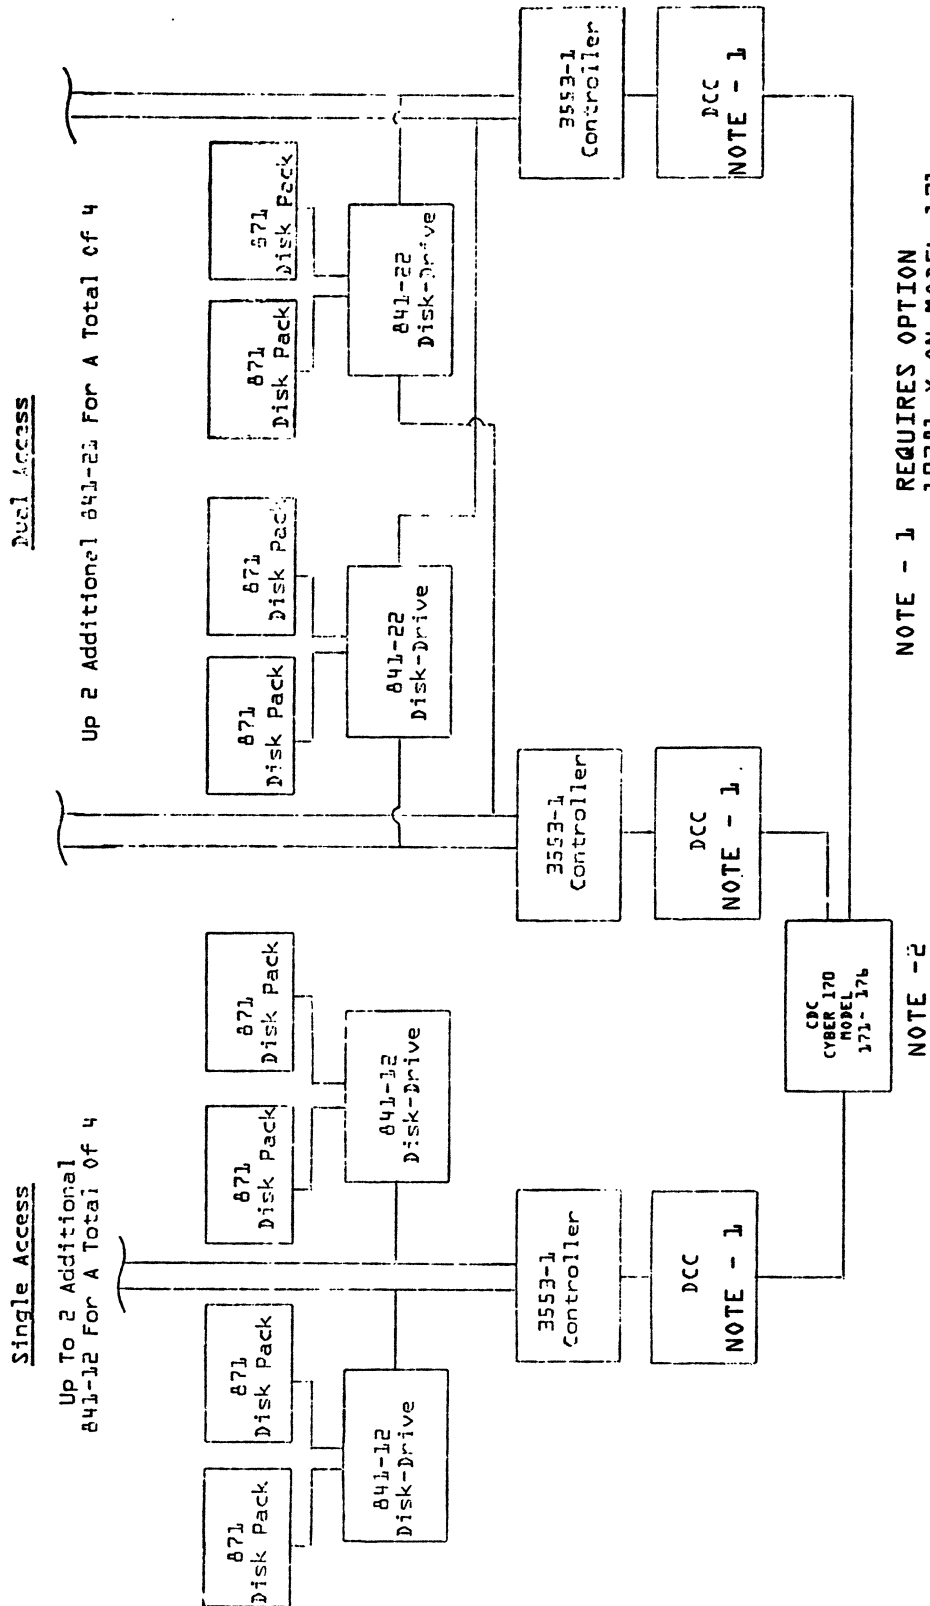 Single Access
Up To 2 Additional
841-12 For A Total Of 4
871
Disk Pack
871
Disk Pack
871
Disk Pack
871
Disk Pack
841-12
Disk-Drive
841-12
Disk-Drive
3553-1
Controller
DCC
NOTE - 1
Dual Access
Up 2 Additional For A Total Of 4
871
Disk Pack
871
Disk Pack
871
Disk Pack
871
Disk Pack
841-22
Disk-Drive
841-22
Disk-Drive
3553-1
Controller
3553-1
Controller
DCC
NOTE - 1
DCC
NOTE - 1
CDC
CYBER 170
MODEL
171-176
NOTE -2
NOTE - 1 REQUIRES OPTION